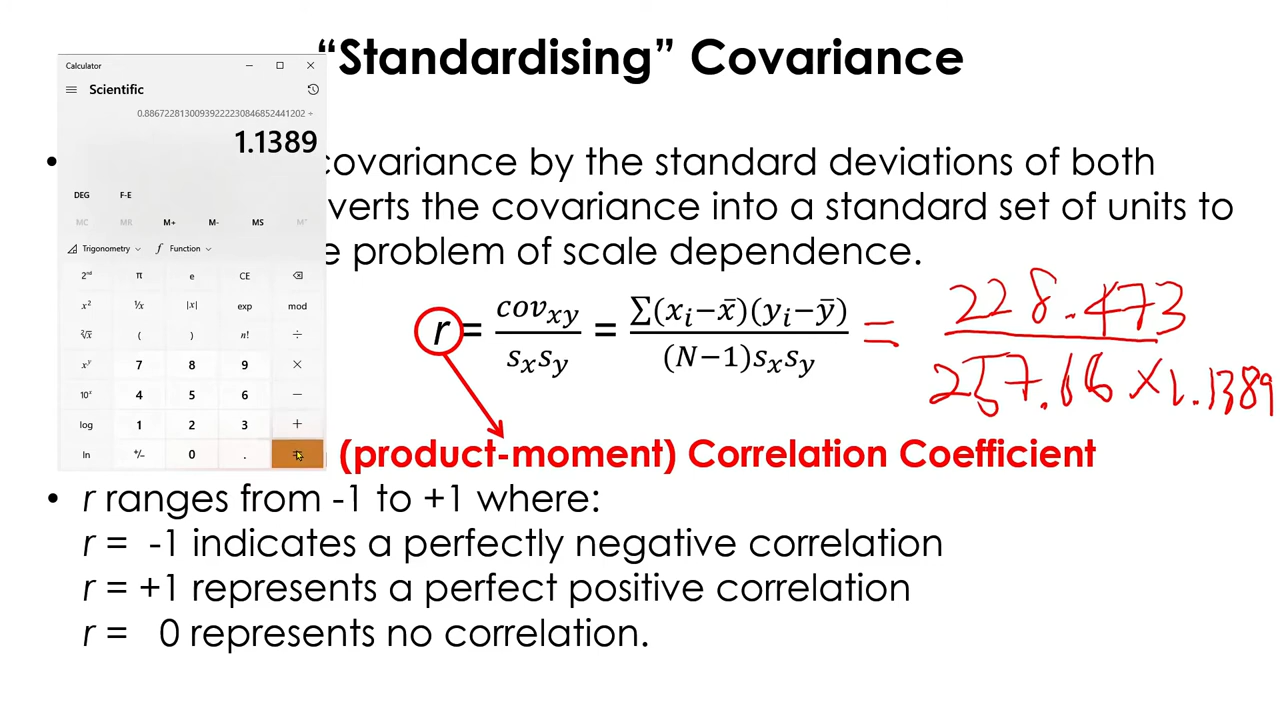 “Standardising” Covariance
Calculator
Scientific
0.88672281300939222230846852441202 ÷
1.1389
DEG F-E
MC MR M+ M- MS M˅
Trigonometry Function
2ⁿᵈ π e CE
x² ¹/x |x| exp mod
²√x ( ) n! ÷
xʸ 7 8 9 ×
10ˣ 4 5 6 −
log 1 2 3 +
ln +/− 0 . =
• covariance by the standard deviations of both
verts the covariance into a standard set of units to
e problem of scale dependence.
r = cov_xy / s_x s_y = ∑(x_i−x̄)(y_i−ȳ) / (N−1)s_x s_y = 228.473 / 257.66 × 1.1389
(product-moment) Correlation Coefficient
• r ranges from -1 to +1 where:
r = -1 indicates a perfectly negative correlation
r = +1 represents a perfect positive correlation
r = 0 represents no correlation.